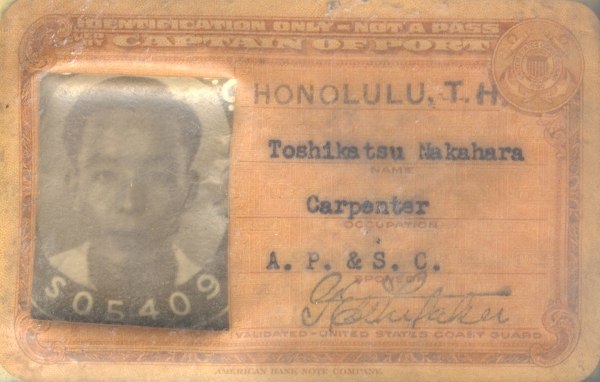 IDENTIFICATION ONLY - NOT A PASS
CAPTAIN OF PORT
HONOLULU, T. H.
Toshikatsu Nakahara
NAME
Carpenter
OCCUPATION
A. P. & S. C.
SPONSOR
S05409
VALIDATED - UNITED STATES COAST GUARD
AMERICAN BANK NOTE COMPANY.